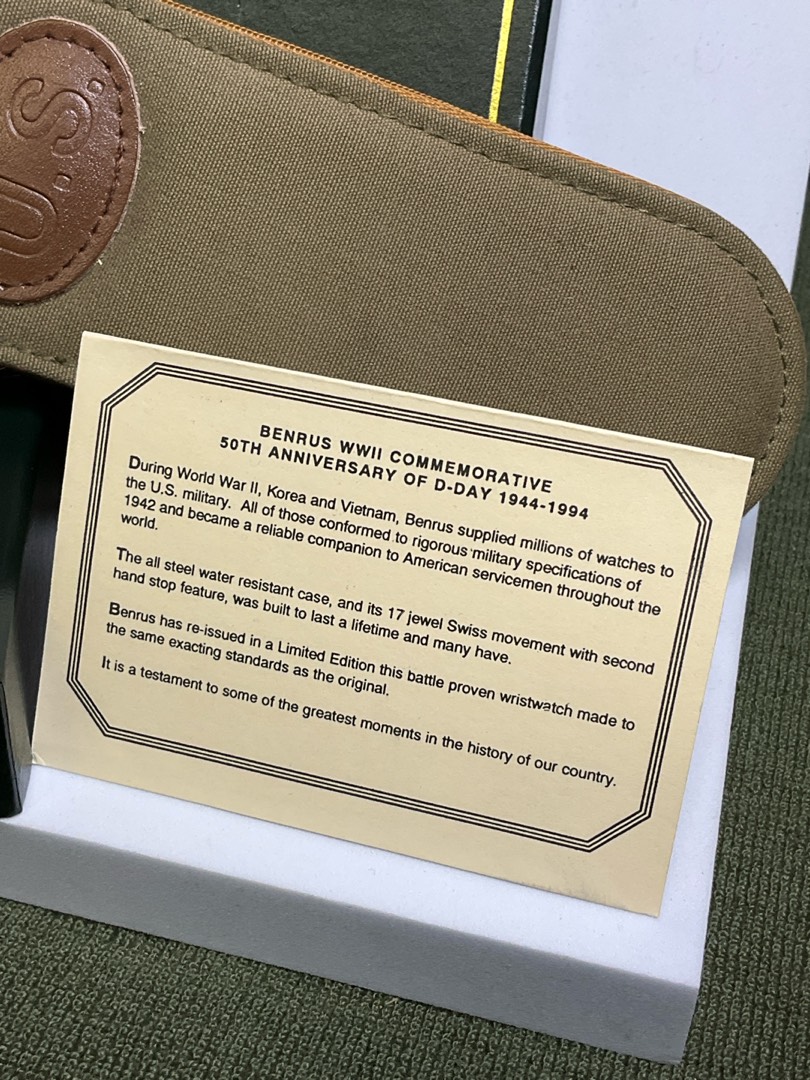 U.S.
BENRUS WWII COMMEMORATIVE
50TH ANNIVERSARY OF D-DAY 1944-1994
During World War II, Korea and Vietnam, Benrus supplied millions of watches to
the U.S. military. All of those conformed to rigorous military specifications of
1942 and became a reliable companion to American servicemen throughout the
world.
The all steel water resistant case, and its 17 jewel Swiss movement with second
hand stop feature, was built to last a lifetime and many have.
Benrus has re-issued in a Limited Edition this battle proven wristwatch made to
the same exacting standards as the original.
It is a testament to some of the greatest moments in the history of our country.